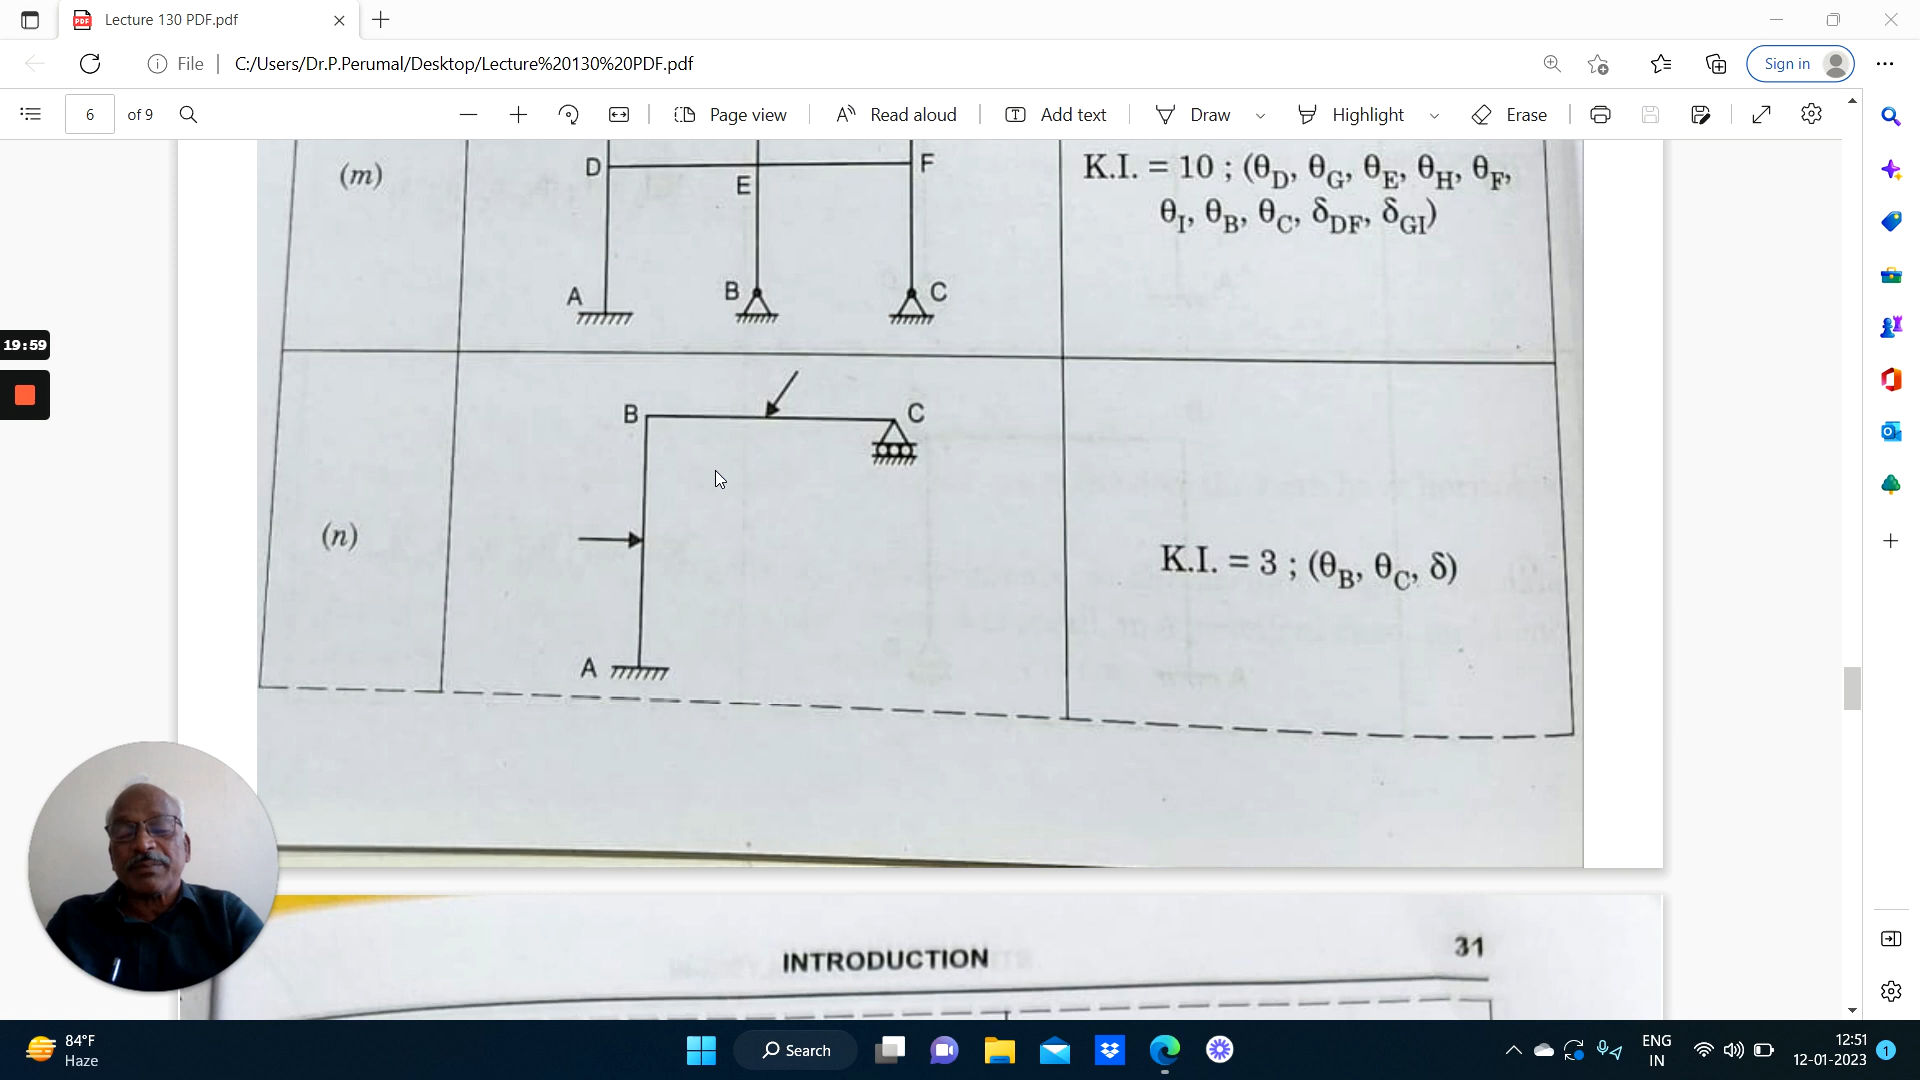 Lecture 130 PDF.pdf
File
C:/Users/Dr.P.Perumal/Desktop/Lecture%20130%20PDF.pdf
Sign in
6 of 9
Page view
Read aloud
Add text
Draw
Highlight
Erase
(m)
D
E
F
A
B
C
K.I. = 10 ; (θD, θG, θE, θH, θF,
θI, θB, θC, δDF, δGI)
19:59
(n)
B
C
A
K.I. = 3 ; (θB, θC, δ)
INTRODUCTION
31
84°F
Haze
Search
ENG
IN
12:51
12-01-2023
1